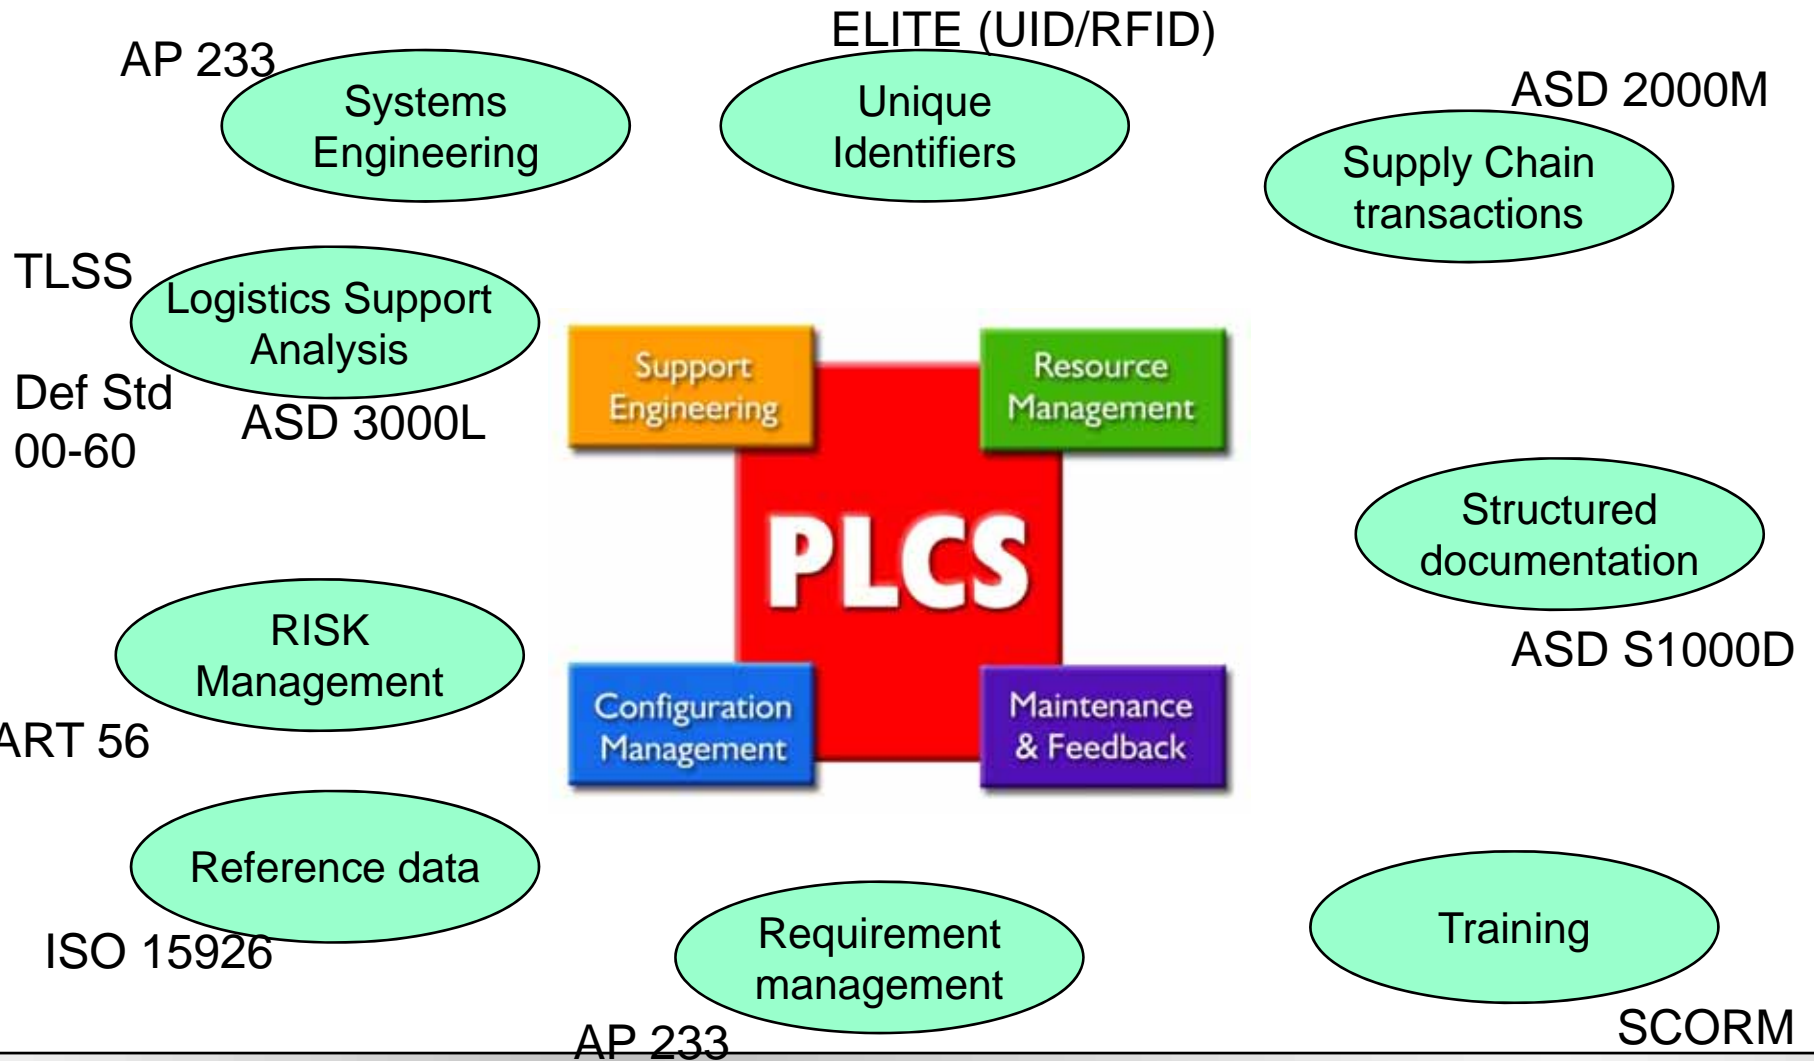 ELITE (UID/RFID)
AP 233
Systems
Engineering
Unique
Identifiers
ASD 2000M
Supply Chain
transactions
TLSS
Logistics Support
Analysis
Def Std
00-60
ASD 3000L
Support
Engineering
Resource
Management
PLCS
Configuration
Management
Maintenance
& Feedback
Structured
documentation
ASD S1000D
RISK
Management
ART 56
Reference data
ISO 15926
Requirement
management
AP 233
Training
SCORM